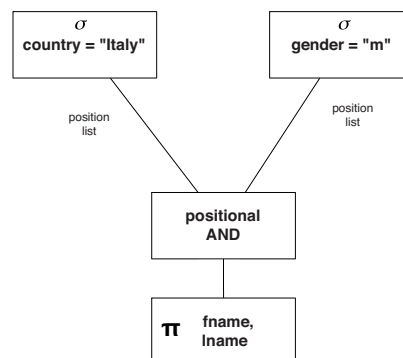 σ
country = "Italy"
σ
gender = "m"
position
list
position
list
positional
AND
π fname,
lname